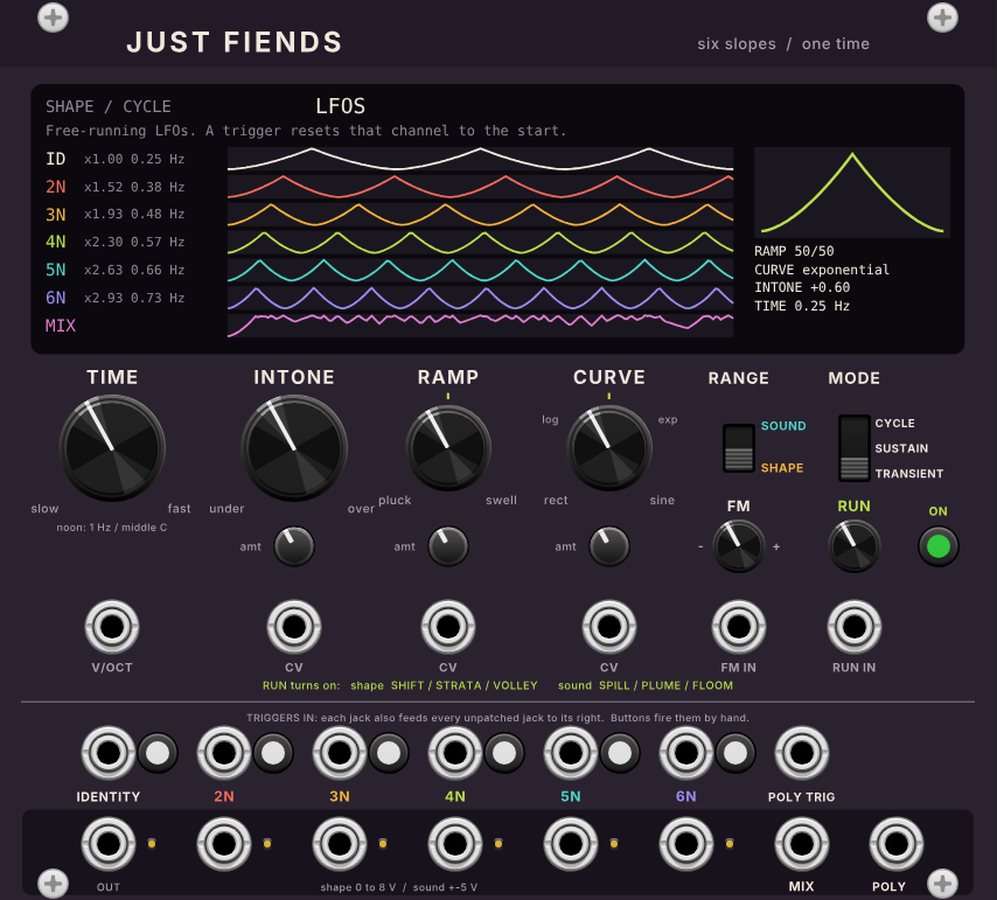 JUST FIENDS
six slopes / one time
SHAPE / CYCLE LFOS
Free-running LFOs. A trigger resets that channel to the start.
ID x1.00 0.25 Hz
2N x1.52 0.38 Hz
3N x1.93 0.48 Hz
4N x2.30 0.57 Hz
5N x2.63 0.66 Hz
6N x2.93 0.73 Hz
MIX
RAMP 50/50
CURVE exponential
INTONE +0.60
TIME 0.25 Hz
TIME INTONE RAMP CURVE RANGE MODE
log exp
SOUND
SHAPE
CYCLE
SUSTAIN
TRANSIENT
slow fast under over pluck swell rect sine
noon: 1 Hz / middle C
FM RUN ON
amt amt amt - +
V/OCT CV CV CV FM IN RUN IN
RUN turns on: shape SHIFT / STRATA / VOLLEY sound SPILL / PLUME / FLOOM
TRIGGERS IN: each jack also feeds every unpatched jack to its right. Buttons fire them by hand.
IDENTITY 2N 3N 4N 5N 6N POLY TRIG
OUT shape 0 to 8 V / sound +-5 V MIX POLY